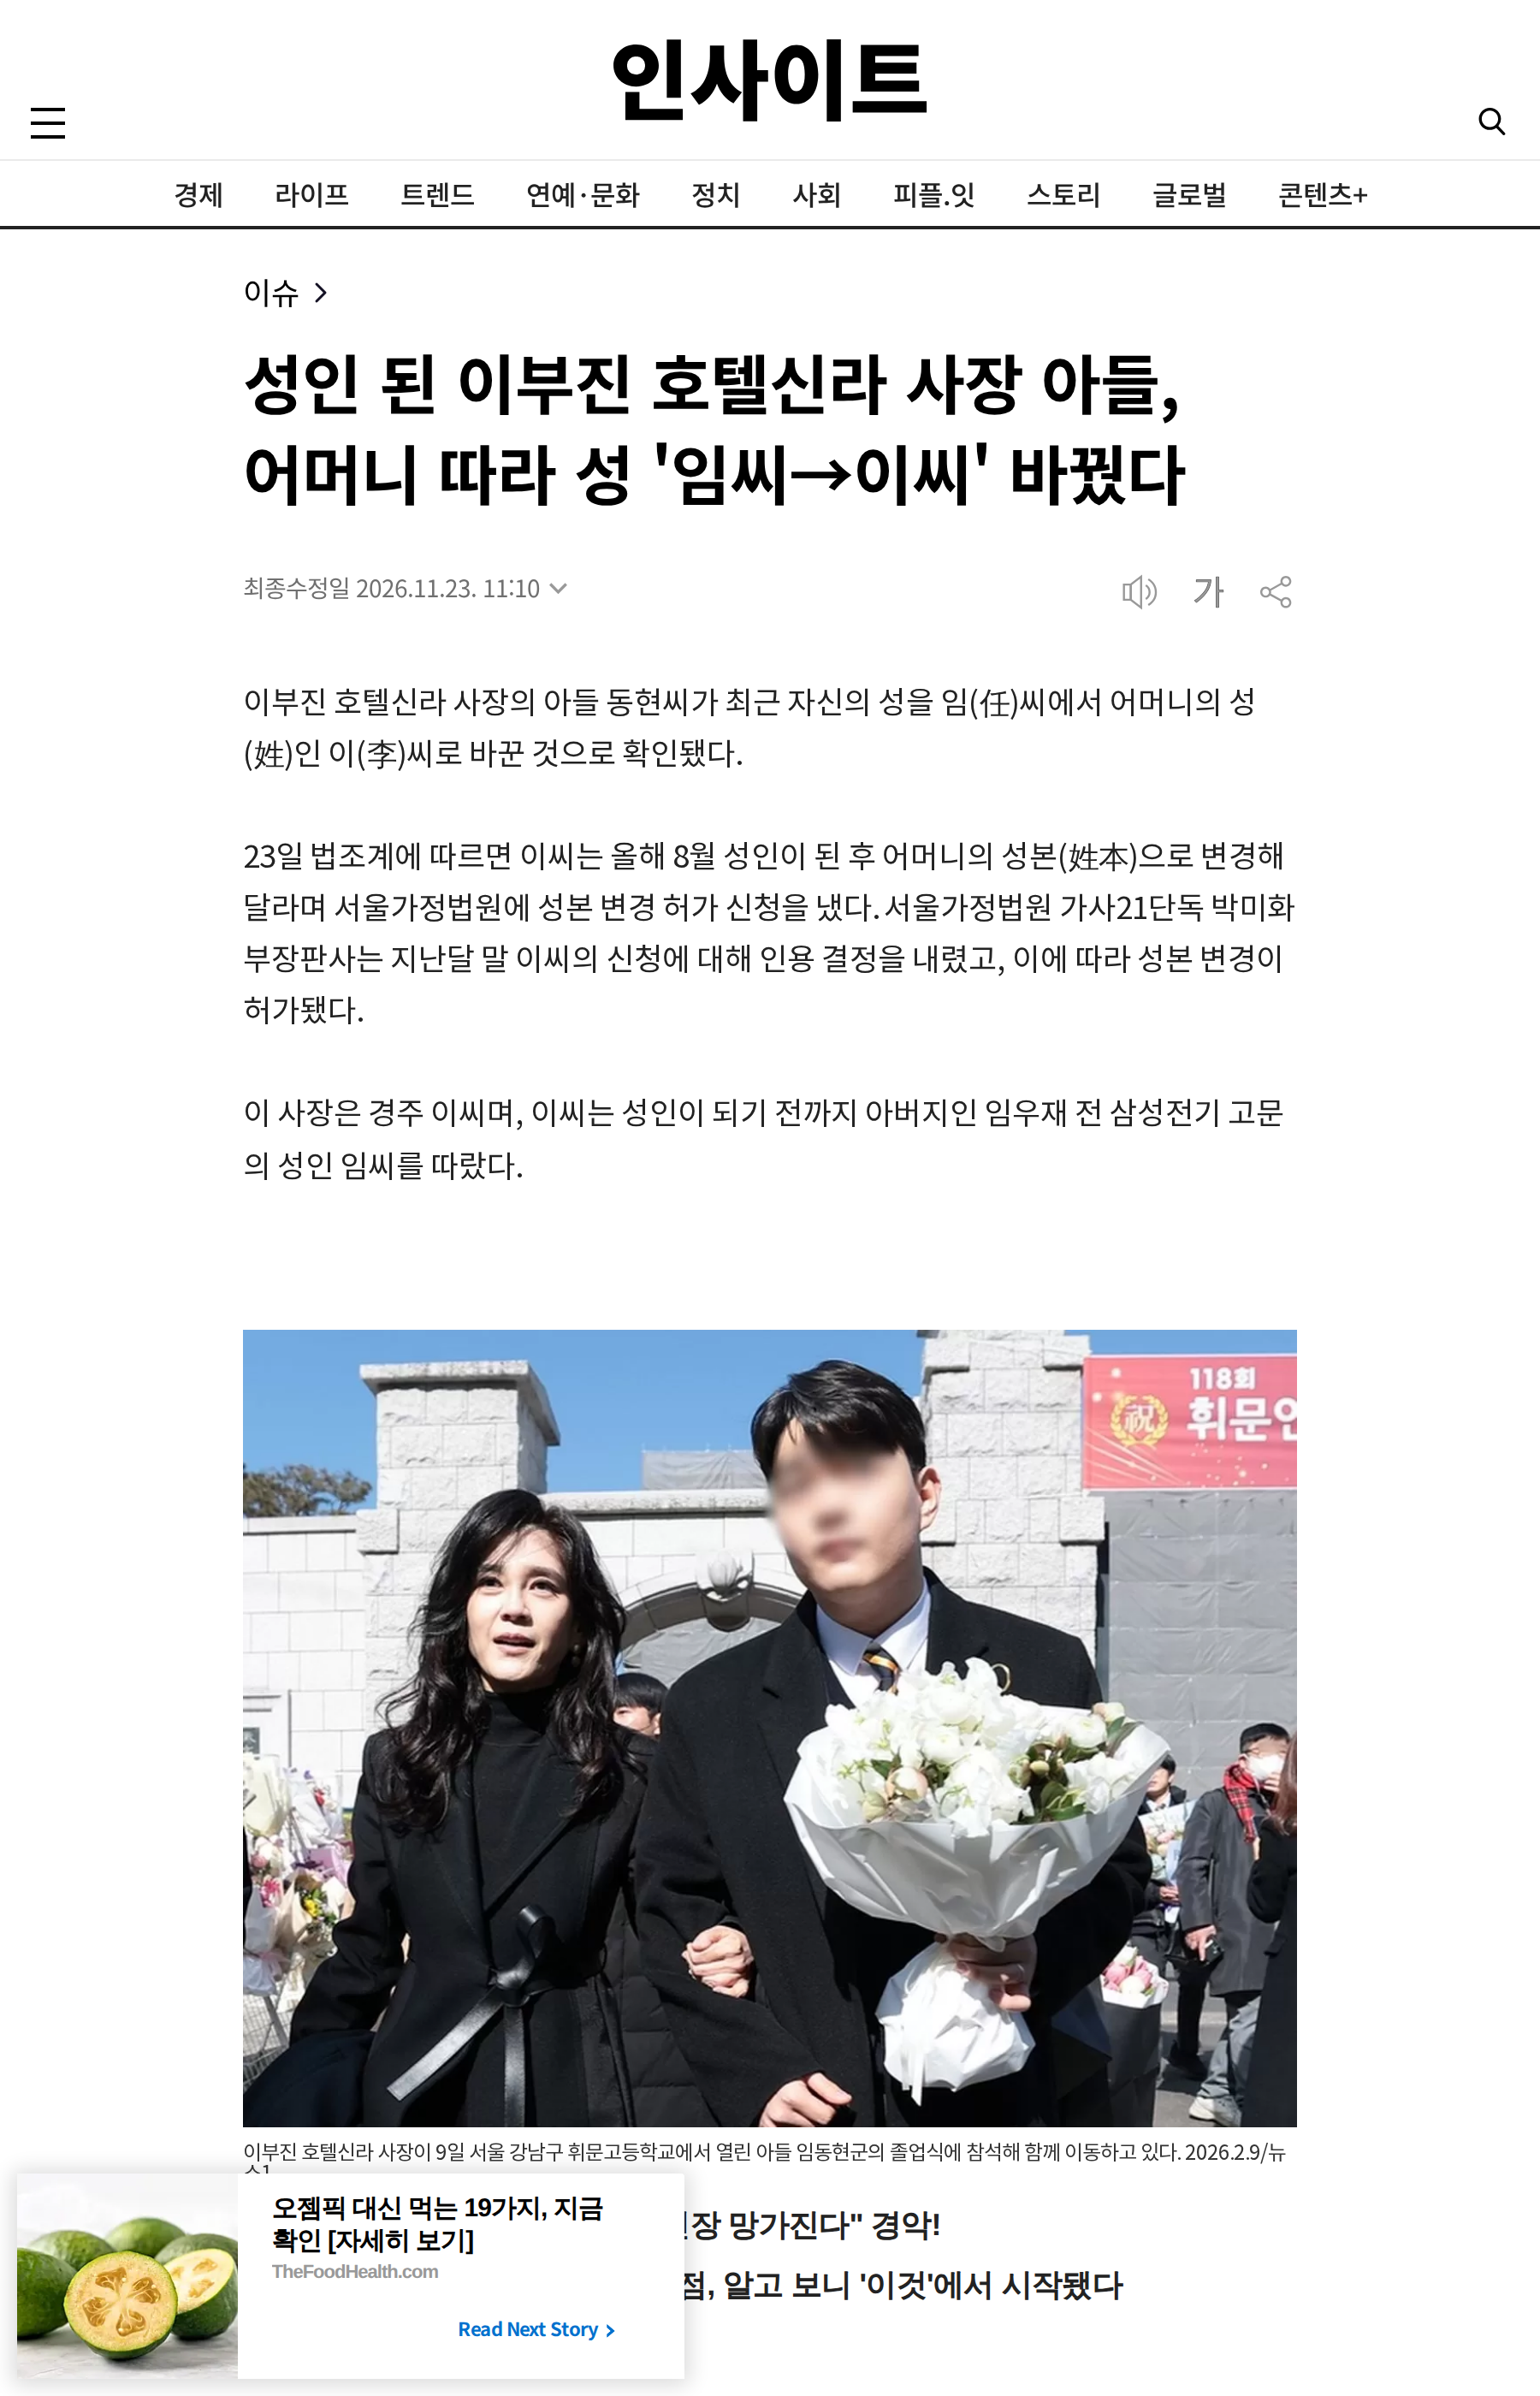 인사이트
경제 라이프 트렌드 연예·문화 정치 사회 피플.잇 스토리 글로벌 콘텐츠+
이슈 >
성인 된 이부진 호텔신라 사장 아들,
어머니 따라 성 '임씨→이씨' 바꿨다
최종수정일 2026.11.23. 11:10
가
이부진 호텔신라 사장의 아들 동현씨가 최근 자신의 성을 임(任)씨에서 어머니의 성
(姓)인 이(李)씨로 바꾼 것으로 확인됐다.
23일 법조계에 따르면 이씨는 올해 8월 성인이 된 후 어머니의 성본(姓本)으로 변경해
달라며 서울가정법원에 성본 변경 허가 신청을 냈다. 서울가정법원 가사21단독 박미화
부장판사는 지난달 말 이씨의 신청에 대해 인용 결정을 내렸고, 이에 따라 성본 변경이
허가됐다.
이 사장은 경주 이씨며, 이씨는 성인이 되기 전까지 아버지인 임우재 전 삼성전기 고문
의 성인 임씨를 따랐다.
118회
祝 휘문
이부진 호텔신라 사장이 9일 서울 강남구 휘문고등학교에서 열린 아들 임동현군의 졸업식에 참석해 함께 이동하고 있다. 2026.2.9/뉴
스1
장 망가진다" 경악!
점, 알고 보니 '이것'에서 시작됐다
오젬픽 대신 먹는 19가지, 지금
확인 [자세히 보기]
TheFoodHealth.com
Read Next Story >